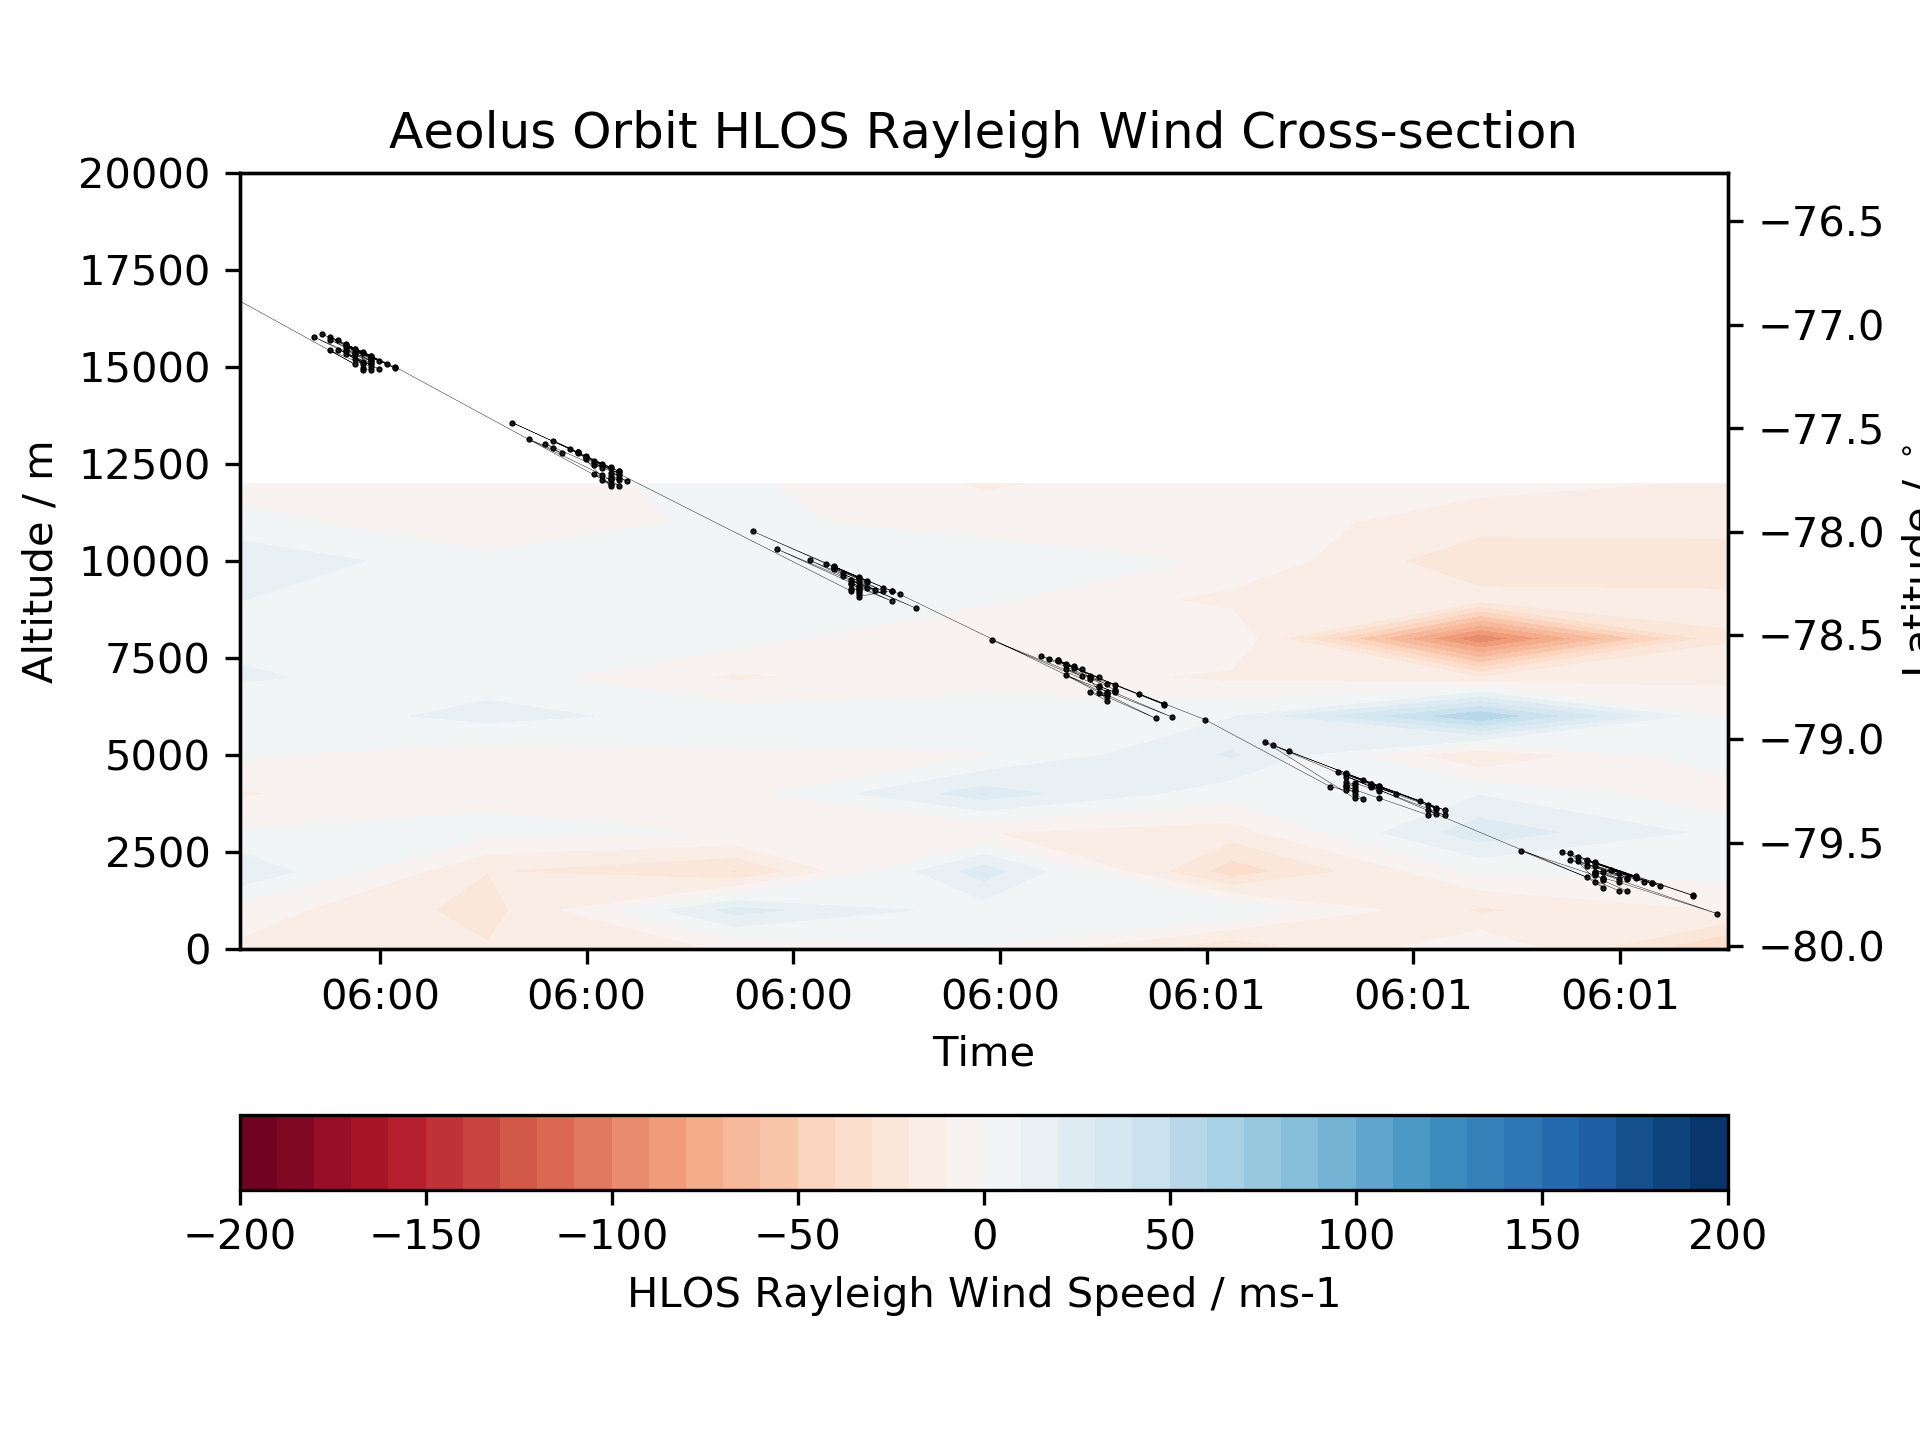 Aeolus Orbit HLOS Rayleigh Wind Cross-section
20000
17500
15000
12500
10000
7500
5000
2500
0
Altitude / m
−76.5
−77.0
−77.5
−78.0
−78.5
−79.0
−79.5
−80.0
Latitude / °
06:00 06:00 06:00 06:00 06:01 06:01 06:01
Time
−200 −150 −100 −50 0 50 100 150 200
HLOS Rayleigh Wind Speed / ms-1